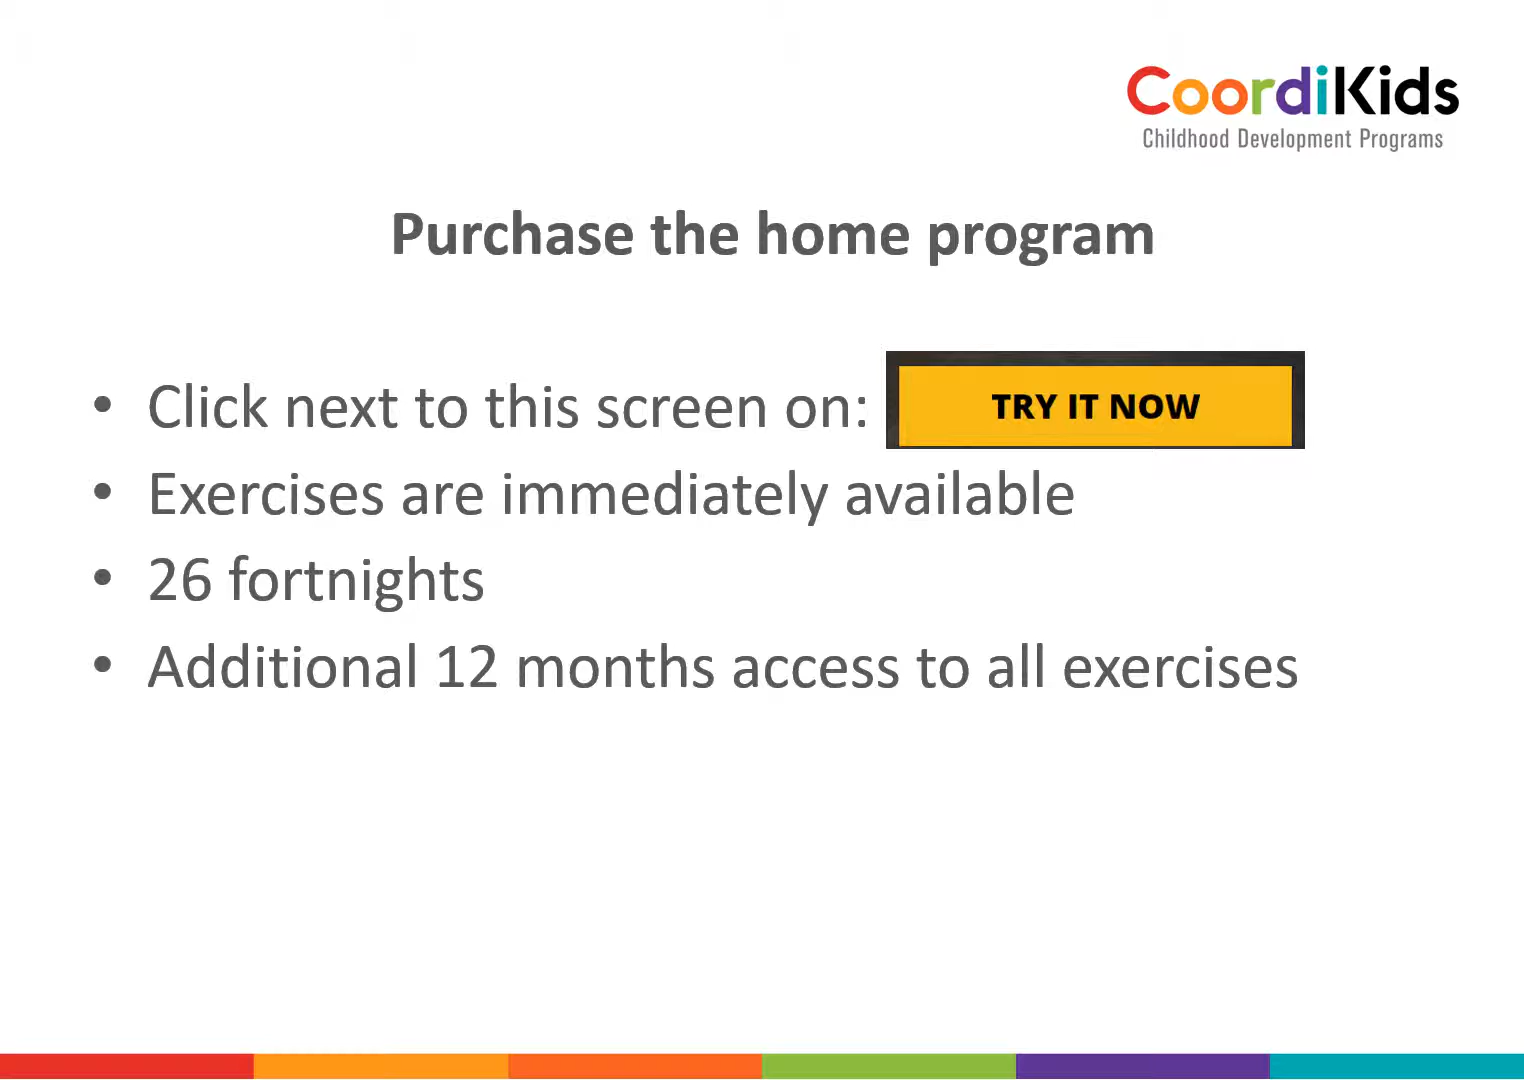 CoordiKids
Childhood Development Programs
Purchase the home program
• Click next to this screen on: TRY IT NOW
• Exercises are immediately available
• 26 fortnights
• Additional 12 months access to all exercises